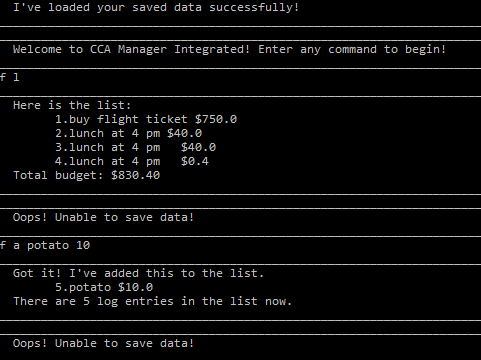 I've loaded your saved data successfully!
Welcome to CCA Manager Integrated! Enter any command to begin!
f l
Here is the list:
1.buy flight ticket $750.0
2.lunch at 4 pm $40.0
3.lunch at 4 pm   $40.0
4.lunch at 4 pm   $0.4
Total budget: $830.40
Oops! Unable to save data!
f a potato 10
Got it! I've added this to the list.
5.potato $10.0
There are 5 log entries in the list now.
Oops! Unable to save data!